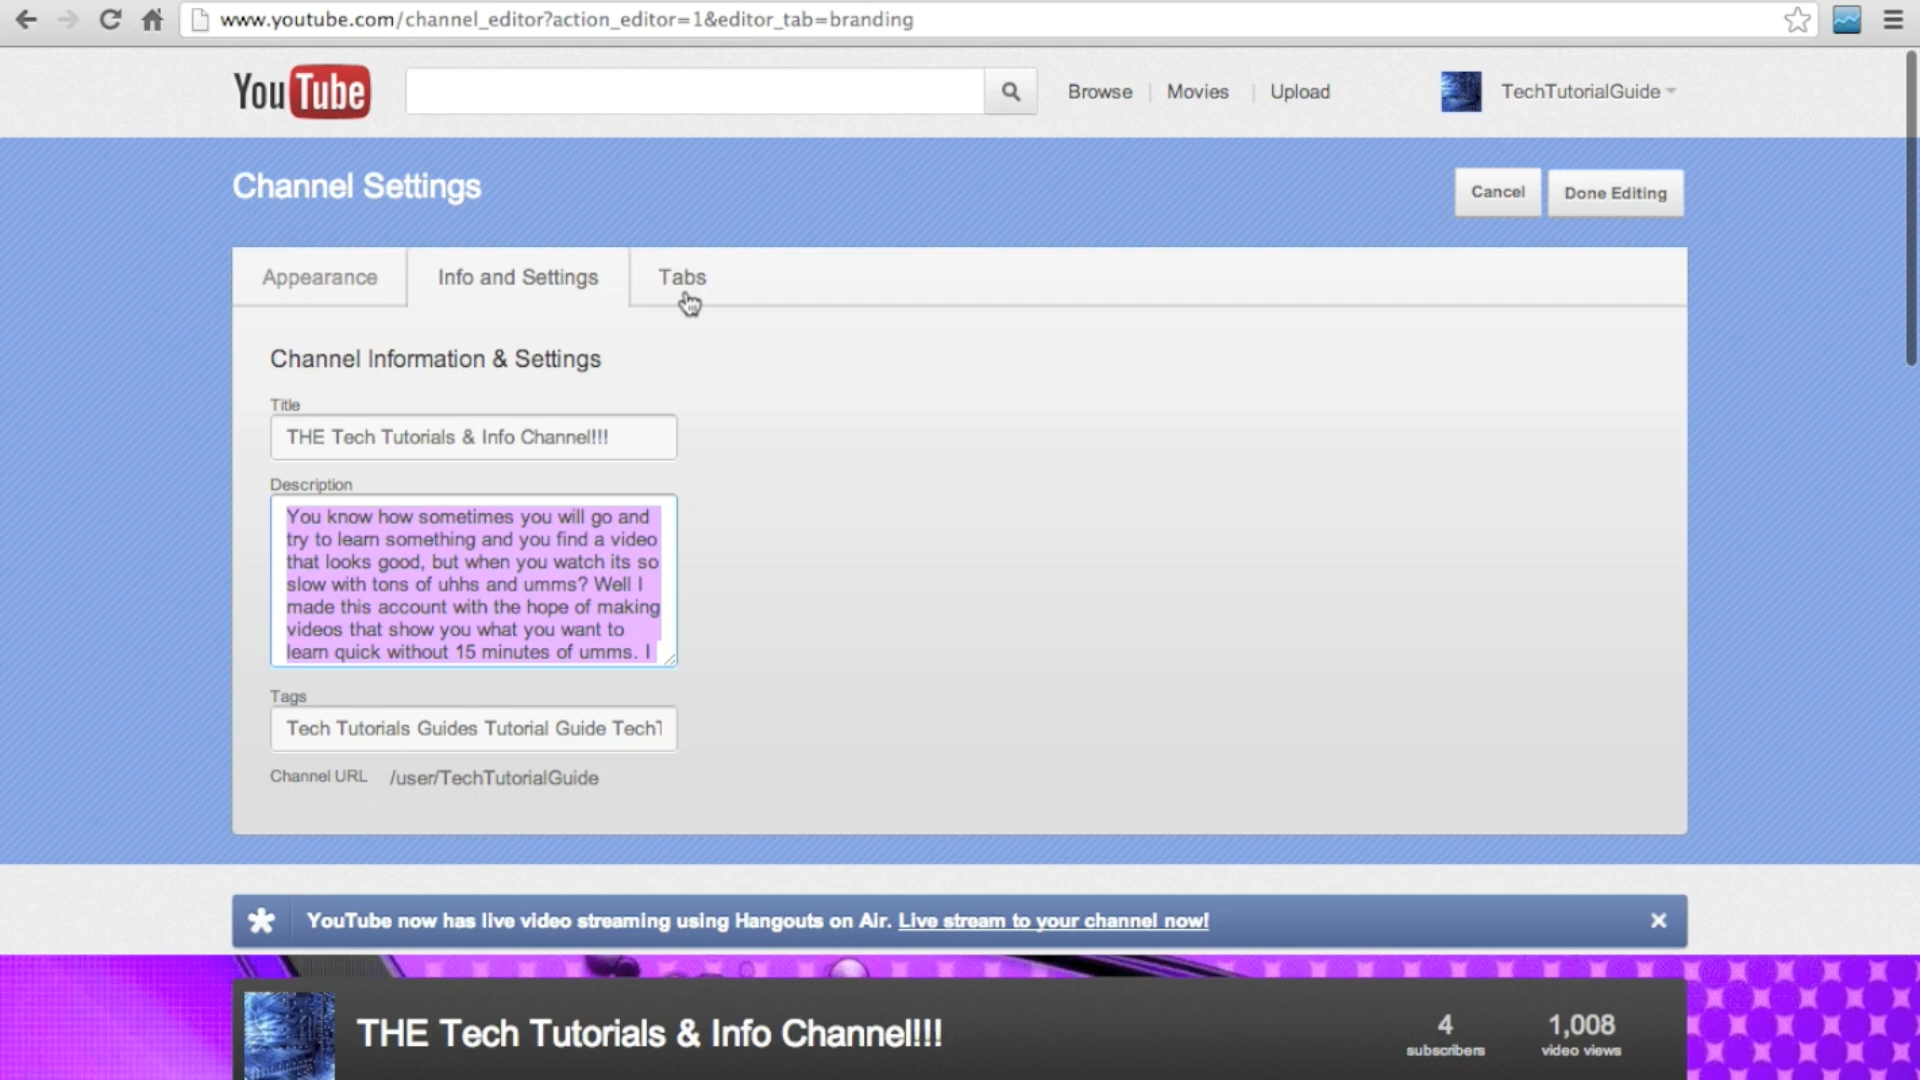 www.youtube.com/channel_editor?action_editor=1&editor_tab=branding
YouTube
Browse | Movies | Upload
TechTutorialGuide
Channel Settings
Cancel
Done Editing
Appearance
Info and Settings
Tabs
Channel Information & Settings
Title
THE Tech Tutorials & Info Channel!!!
Description
You know how sometimes you will go and
try to learn something and you find a video
that looks good, but when you watch its so
slow with tons of uhhs and umms? Well I
made this account with the hope of making
videos that show you what you want to
learn quick without 15 minutes of umms. I
Tags
Tech Tutorials Guides Tutorial Guide TechT
Channel URL /user/TechTutorialGuide
YouTube now has live video streaming using Hangouts on Air. Live stream to your channel now!
THE Tech Tutorials & Info Channel!!!
4
subscribers
1,008
video views